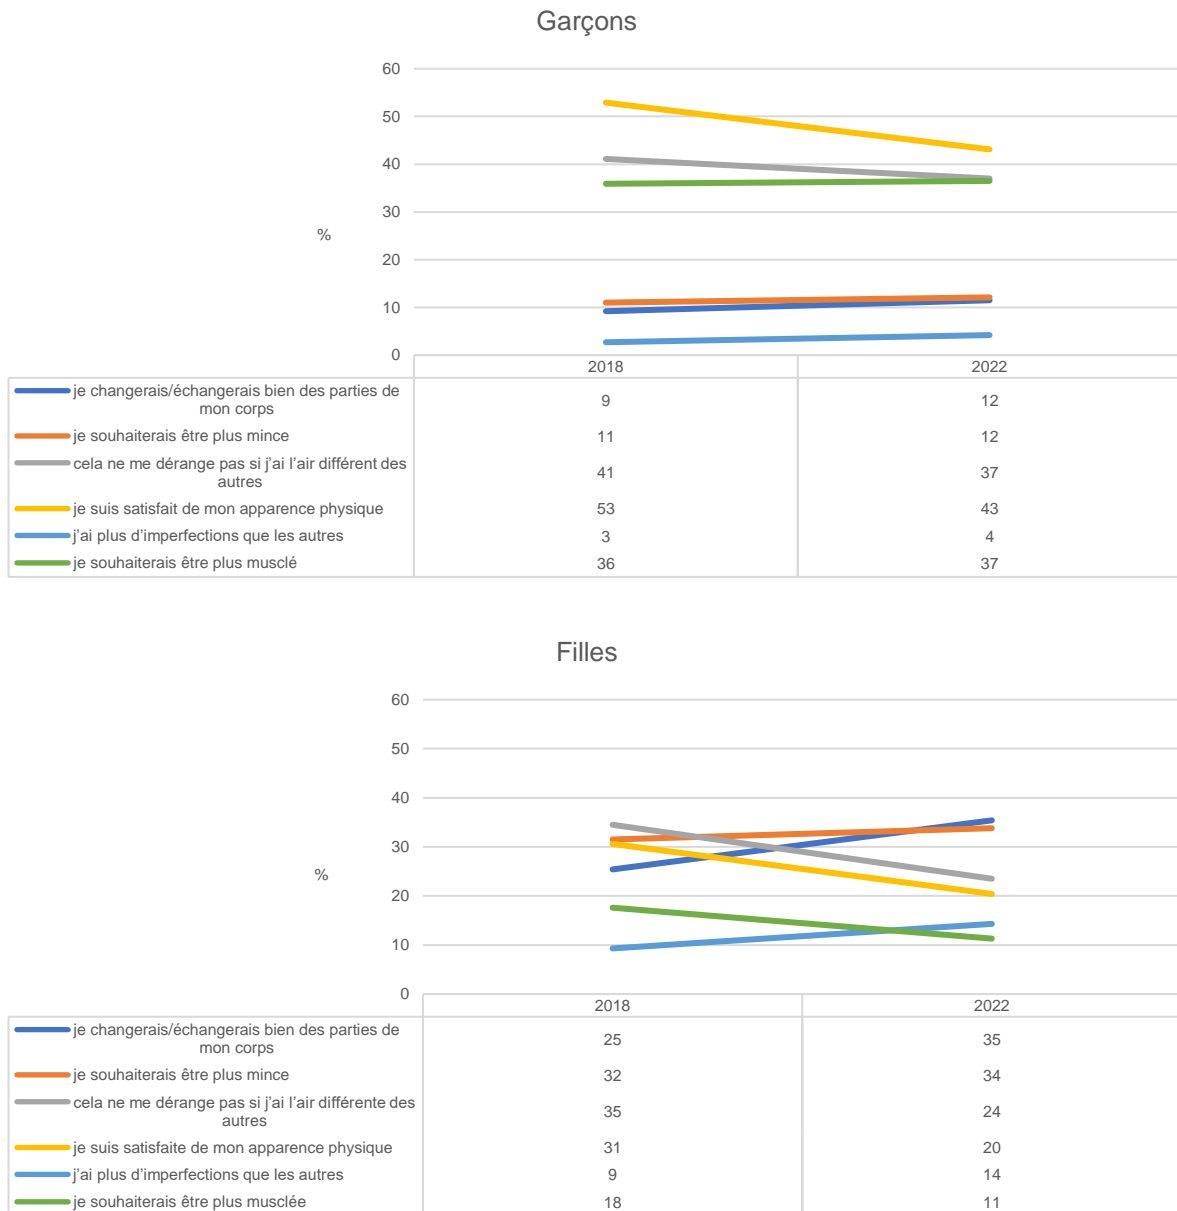 Garçons
60
50
40
30
%
20
10
0
2018 2022
je changerais/échangerais bien des parties de
mon corps
9 12
je souhaiterais être plus mince 11 12
cela ne me dérange pas si j'ai l'air différent des
autres
41 37
je suis satisfait de mon apparence physique 53 43
j'ai plus d'imperfections que les autres 3 4
je souhaiterais être plus musclé 36 37
Filles
60
50
40
30
%
20
10
0
2018 2022
je changerais/échangerais bien des parties de
mon corps
25 35
je souhaiterais être plus mince 32 34
cela ne me dérange pas si j'ai l'air différente des
autres
35 24
je suis satisfaite de mon apparence physique 31 20
j'ai plus d'imperfections que les autres 9 14
je souhaiterais être plus musclée 18 11